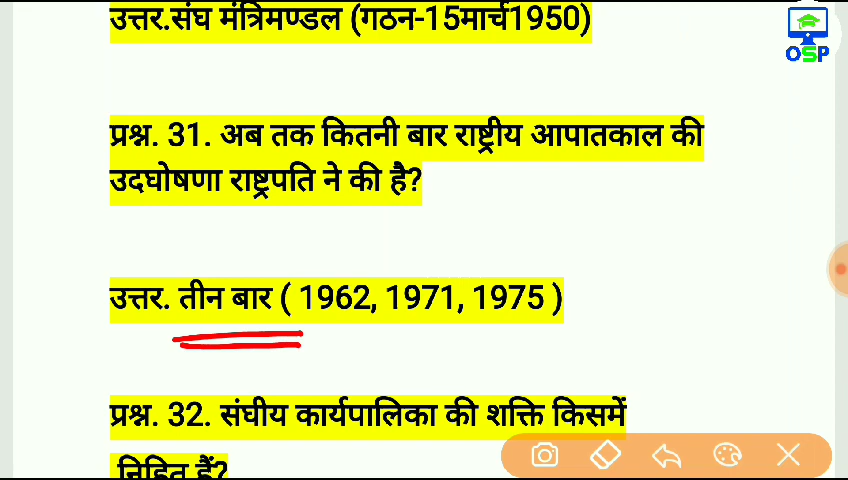 उत्तर.संघ मंत्रिमण्डल (गठन-15मार्च1950)
OSP
प्रश्न. 31. अब तक कितनी बार राष्ट्रीय आपातकाल की
उदघोषणा राष्ट्रपति ने की है?
उत्तर. तीन बार ( 1962, 1971, 1975 )
प्रश्न. 32. संघीय कार्यपालिका की शक्ति किसमें
निहित हैं?